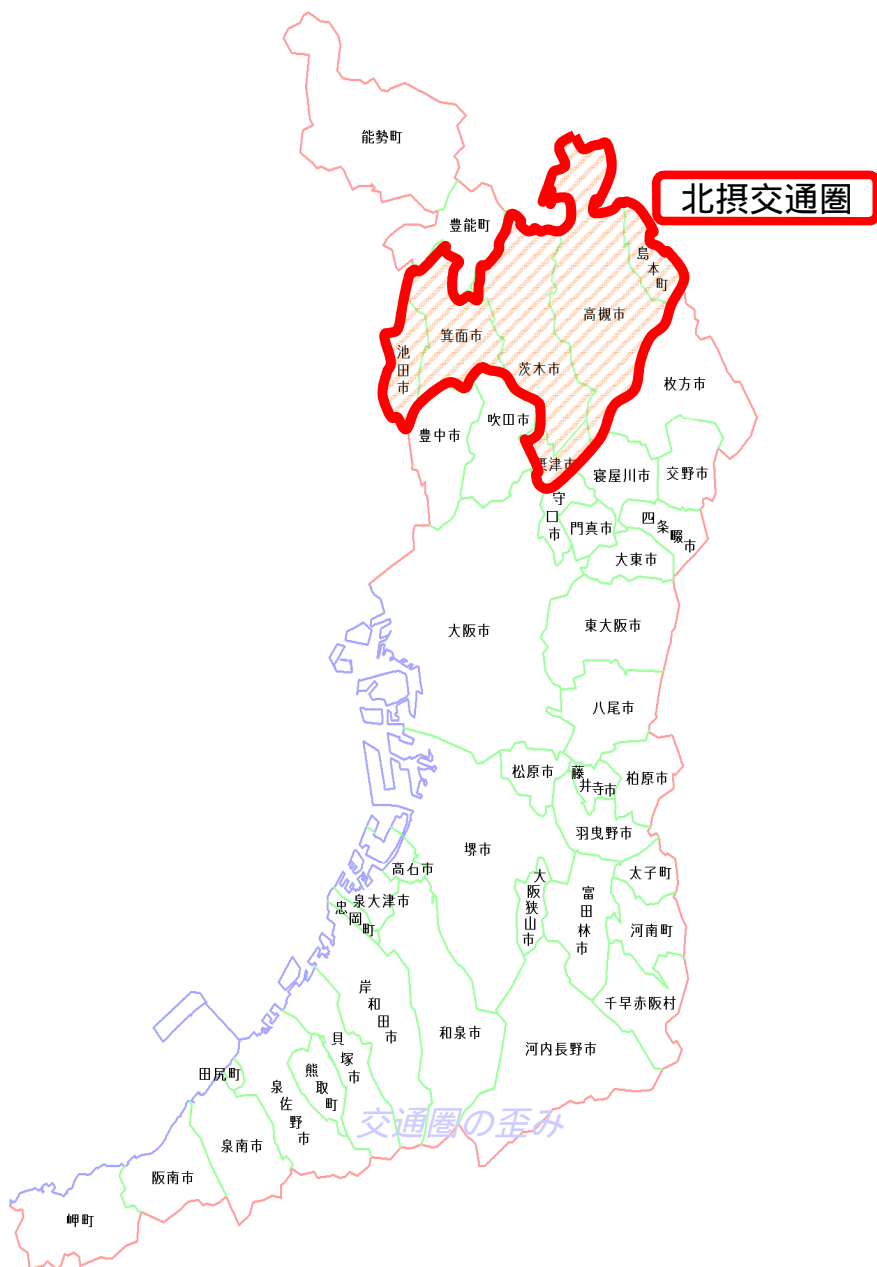 能勢町
北摂交通圏
豊能町
島本町
高槻市
箕面市
池田市
茨木市
枚方市
吹田市
豊中市
摂津市
寝屋川市
交野市
守口市
門真市
四条畷市
大東市
大阪市
東大阪市
八尾市
松原市
藤井寺市
柏原市
羽曳野市
堺市
高石市
太子町
大阪狭山市
富田林市
泉大津市
忠岡町
河南町
岸和田市
千早赤阪村
和泉市
貝塚市
河内長野市
熊取町
田尻町
泉佐野市
交通圏の歪み
泉南市
阪南市
岬町